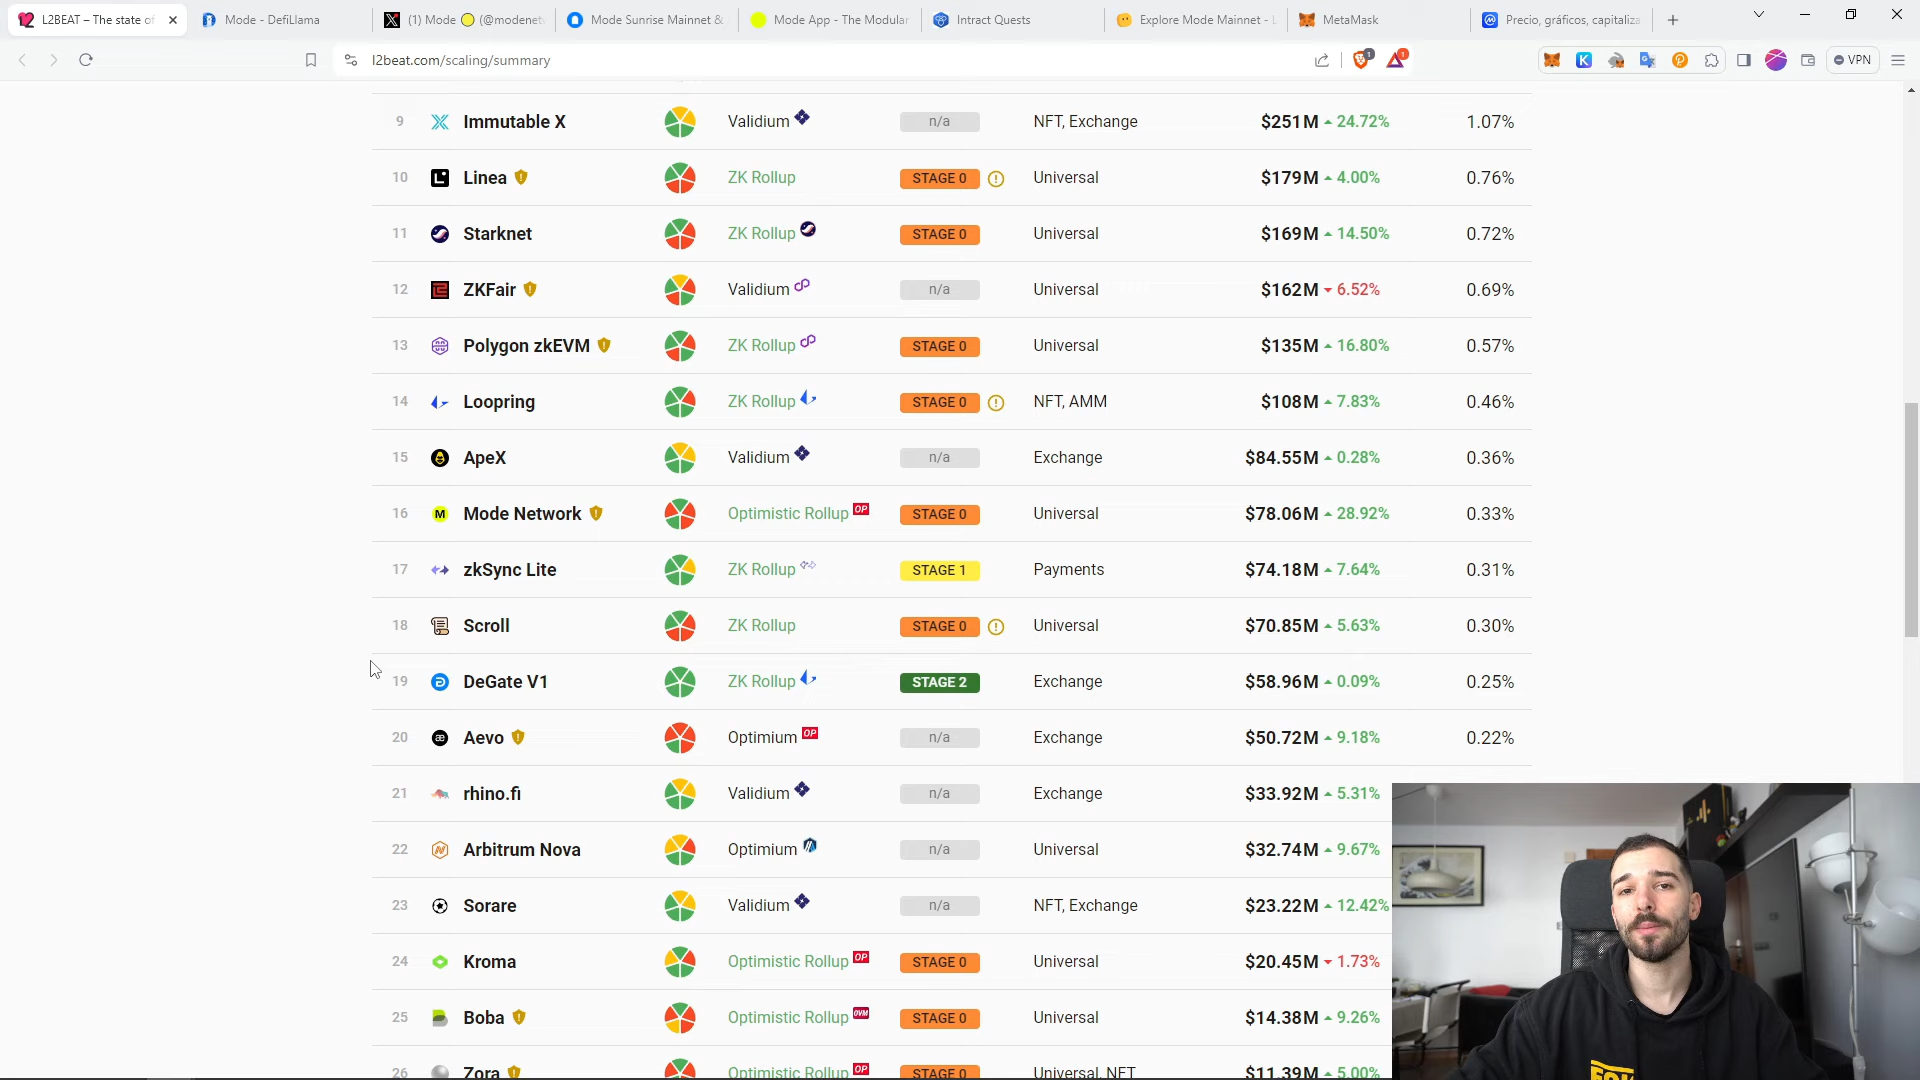 L2BEAT – The state of
Mode - DefiLlama
(1) Mode (@modenet
Mode Sunrise Mainnet &
Mode App - The Modular
Intract Quests
Explore Mode Mainnet - L
MetaMask
Precio, gráficos, capitaliza
l2beat.com/scaling/summary
1
1
VPN
9 Immutable X Validium n/a NFT, Exchange $251M 24.72% 1.07%
10 Linea ZK Rollup STAGE 0 Universal $179M 4.00% 0.76%
11 Starknet ZK Rollup STAGE 0 Universal $169M 14.50% 0.72%
12 ZKFair Validium n/a Universal $162M 6.52% 0.69%
13 Polygon zkEVM ZK Rollup STAGE 0 Universal $135M 16.80% 0.57%
14 Loopring ZK Rollup STAGE 0 NFT, AMM $108M 7.83% 0.46%
15 ApeX Validium n/a Exchange $84.55M 0.28% 0.36%
16 M Mode Network Optimistic Rollup OP STAGE 0 Universal $78.06M 28.92% 0.33%
17 zkSync Lite ZK Rollup STAGE 1 Payments $74.18M 7.64% 0.31%
18 Scroll ZK Rollup STAGE 0 Universal $70.85M 5.63% 0.30%
19 DeGate V1 ZK Rollup STAGE 2 Exchange $58.96M 0.09% 0.25%
20 æ Aevo Optimium OP n/a Exchange $50.72M 9.18% 0.22%
21 rhino.fi Validium n/a Exchange $33.92M 5.31%
22 Arbitrum Nova Optimium n/a Universal $32.74M 9.67%
23 Sorare Validium n/a NFT, Exchange $23.22M 12.42%
24 Kroma Optimistic Rollup OP STAGE 0 Universal $20.45M 1.73%
25 Boba Optimistic Rollup OVM STAGE 0 Universal $14.38M 9.26%
26 Zora Optimistic Rollup OP STAGE 0 Universal, NFT $11.39M 5.00%